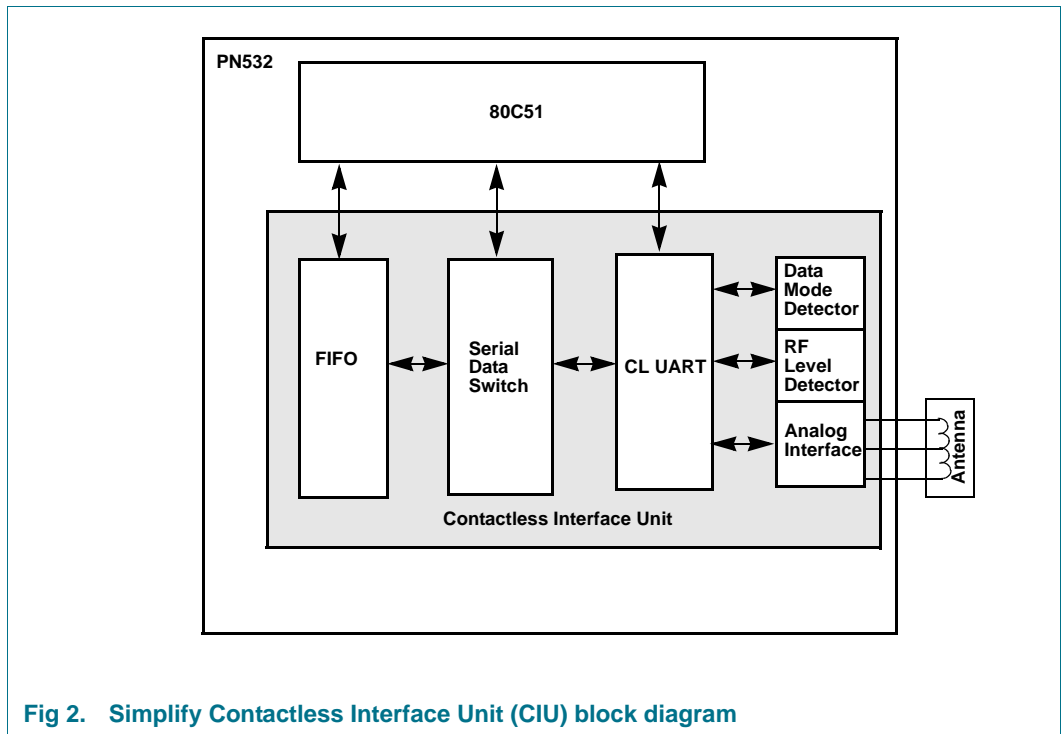 PN532
80C51
FIFO
Serial
Data
Switch
CL UART
Data
Mode
Detector
RF
Level
Detector
Analog
Interface
Antenna
Contactless Interface Unit
Fig 2. Simplify Contactless Interface Unit (CIU) block diagram